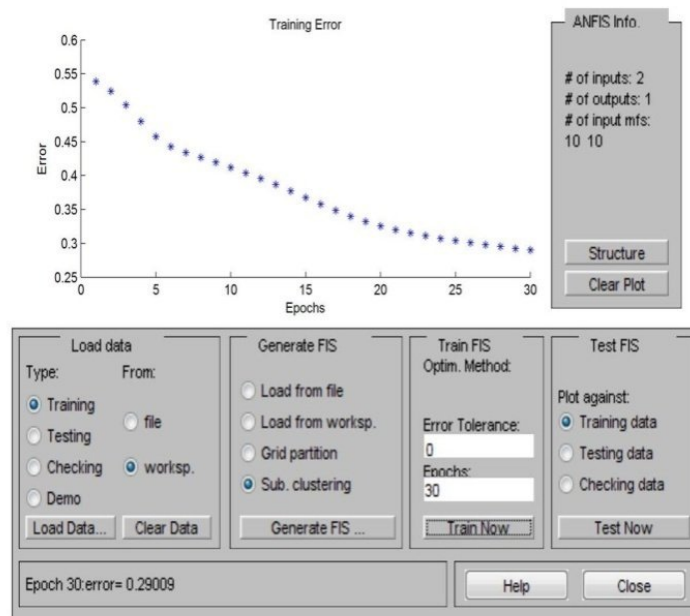 Training Error
0.6
0.55
0.5
0.45
0.4
0.35
0.3
0.25
Error
0 5 10 15 20 25 30
Epochs
ANFIS Info.
# of inputs: 2
# of outputs: 1
# of input mfs:
10 10
Structure
Clear Plot
Load data
Type: From:
Training
Testing
Checking
Demo
file
worksp.
Load Data... Clear Data
Generate FIS
Load from file
Load from worksp.
Grid partition
Sub. clustering
Generate FIS ...
Train FIS
Optim. Method:
Error Tolerance:
0
Epochs:
30
Train Now
Test FIS
Plot against:
Training data
Testing data
Checking data
Test Now
Epoch 30:error= 0.29009
Help Close